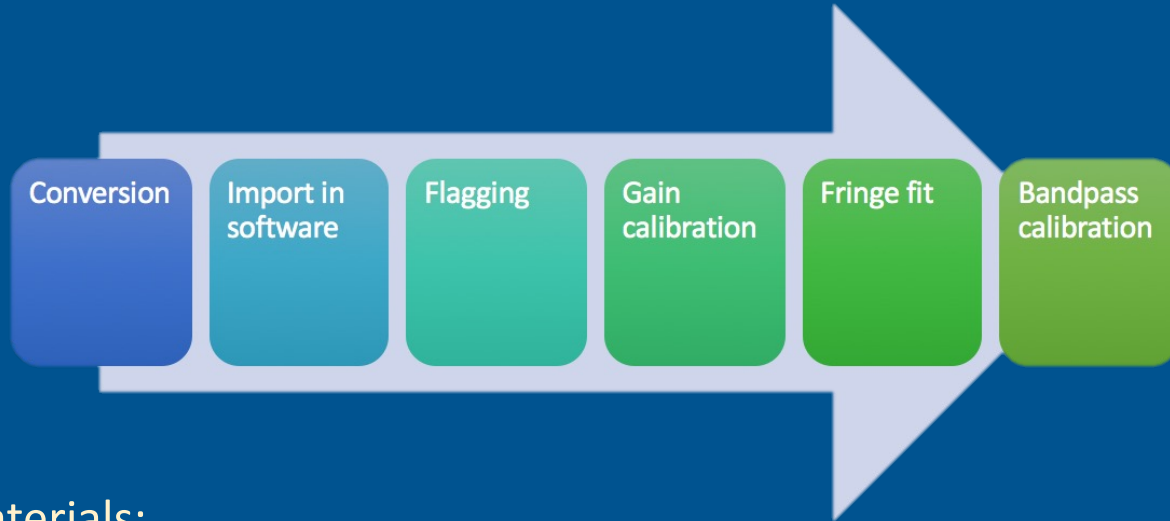 Conversion
Import in
software
Flagging
Gain
calibration
Fringe fit
Bandpass
calibration